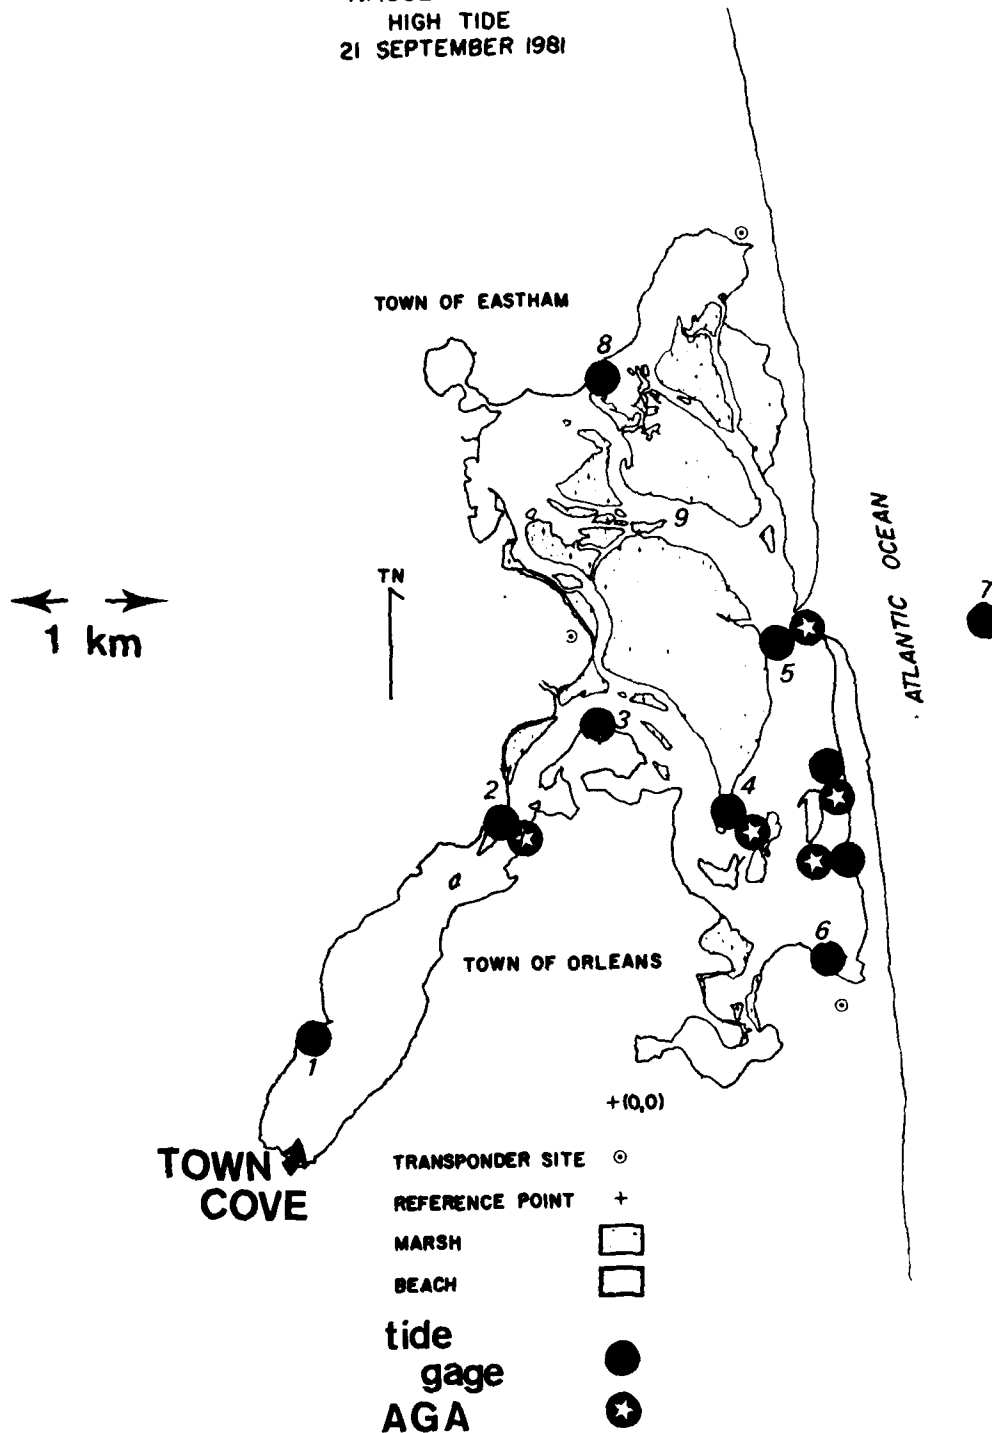 HIGH TIDE
21 SEPTEMBER 1981
TOWN OF EASTHAM
8
9
ATLANTIC OCEAN
TN
7
1 km
5
3
4
2
6
TOWN OF ORLEANS
1
+(0,0)
TOWN
COVE
TRANSPONDER SITE
REFERENCE POINT +
MARSH
BEACH
tide
gage
AGA